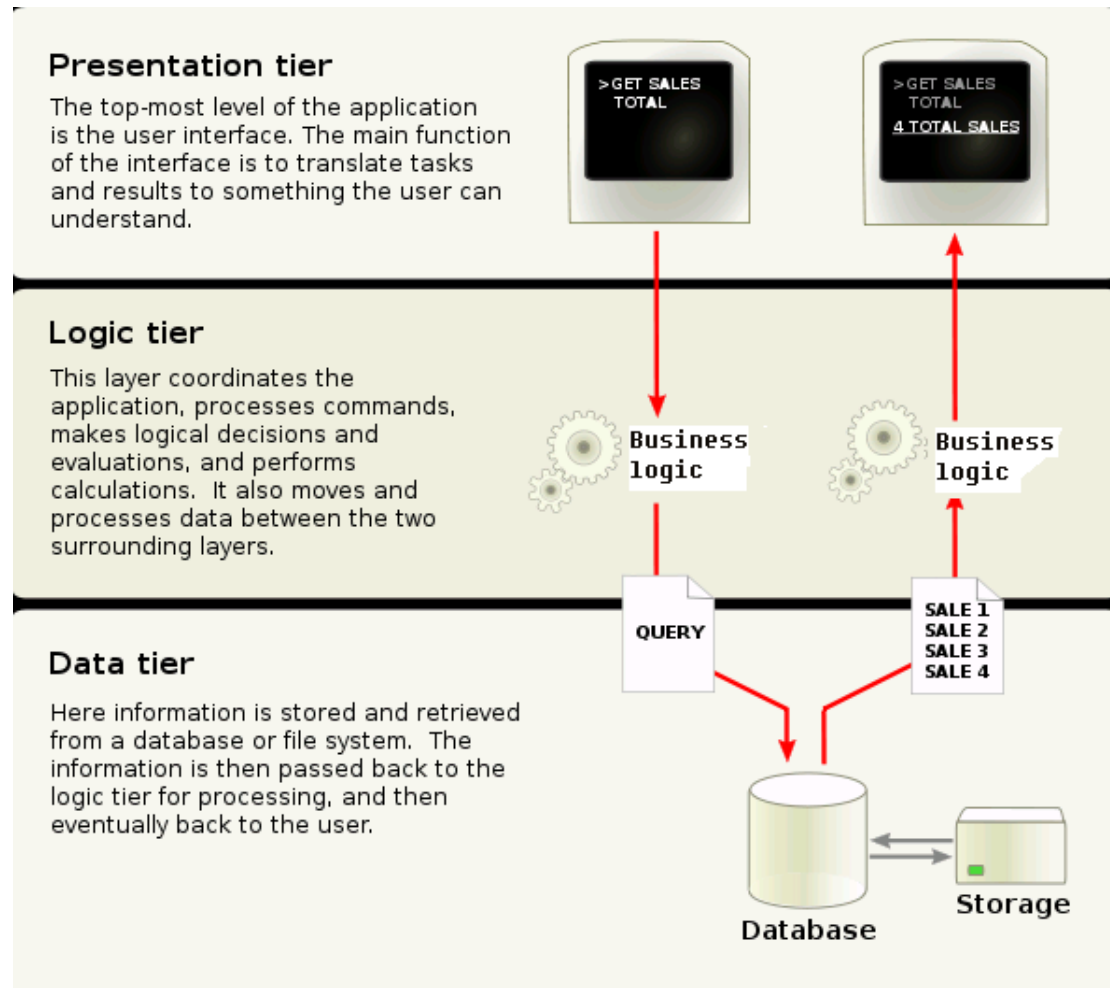 Presentation tier
The top-most level of the application
is the user interface. The main function
of the interface is to translate tasks
and results to something the user can
understand.
>GET SALES
TOTAL
>GET SALES
TOTAL
4 TOTAL SALES
Logic tier
This layer coordinates the
application, processes commands,
makes logical decisions and
evaluations, and performs
calculations. It also moves and
processes data between the two
surrounding layers.
Business
logic
Business
logic
QUERY
SALE 1
SALE 2
SALE 3
SALE 4
Data tier
Here information is stored and retrieved
from a database or file system. The
information is then passed back to the
logic tier for processing, and then
eventually back to the user.
Database
Storage